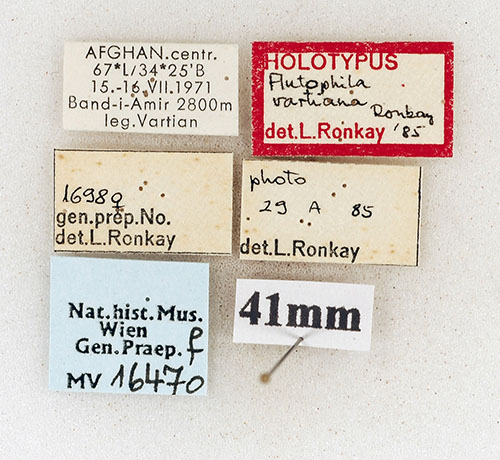 AFGHAN.centr.
67*L/34*25'B
15.-16.VII.1971
Band-i-Amir 2800m
leg.Vartian
HOLOTYPUS
Plutophila
vartiana Ronkay
det.L.Ronkay '85
1698♀
gen.prep.No.
det.L.Ronkay
photo
29 A 85
det.L.Ronkay
Nat.hist.Mus.
Wien
Gen.Praep. f
MV 16470
41mm